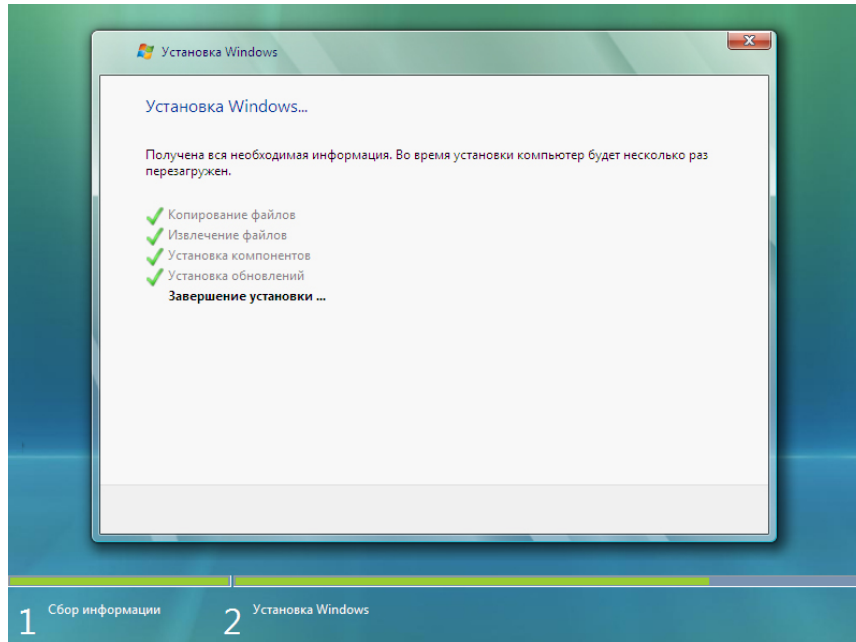 Установка Windows
Установка Windows...
Получена вся необходимая информация. Во время установки компьютер будет несколько раз
перезагружен.
Копирование файлов
Извлечение файлов
Установка компонентов
Установка обновлений
Завершение установки ...
1 Сбор информации 2 Установка Windows